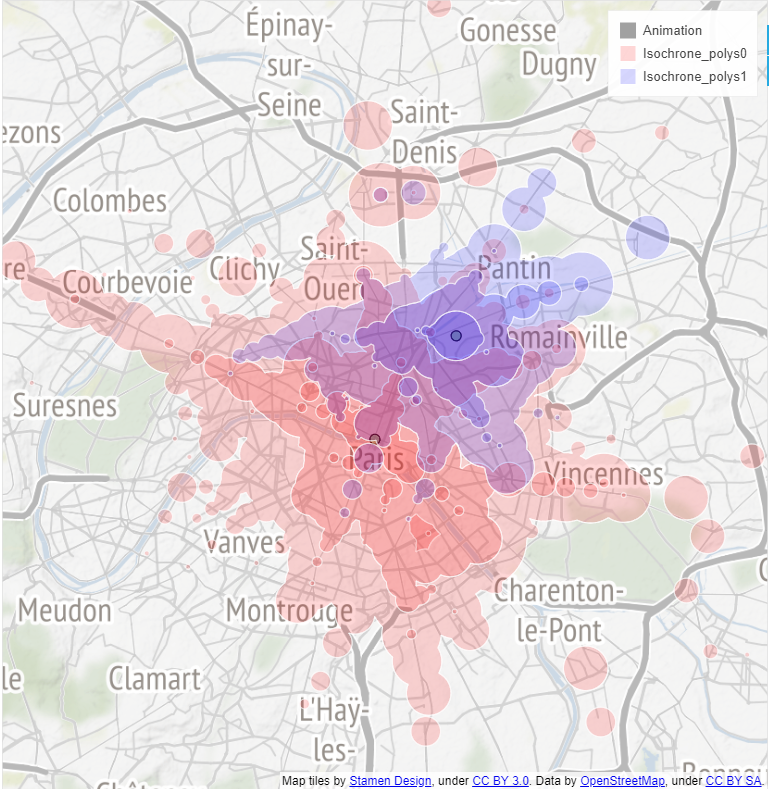 Épinay-
sur-
Seine
Gonesse
Dugny
Animation
Isochrone_polys0
Isochrone_polys1
Saint-
Denis
ezons
Colombes
Saint-
Ouen
Clichy
Courbevoie
re
Pantin
Romainville
Suresnes
Paris
Vincennes
Vanves
Meudon
Montrouge
Charenton-
le-Pont
le
Clamart
L'Haÿ-
les-
Map tiles by Stamen Design, under CC BY 3.0. Data by OpenStreetMap, under CC BY SA.